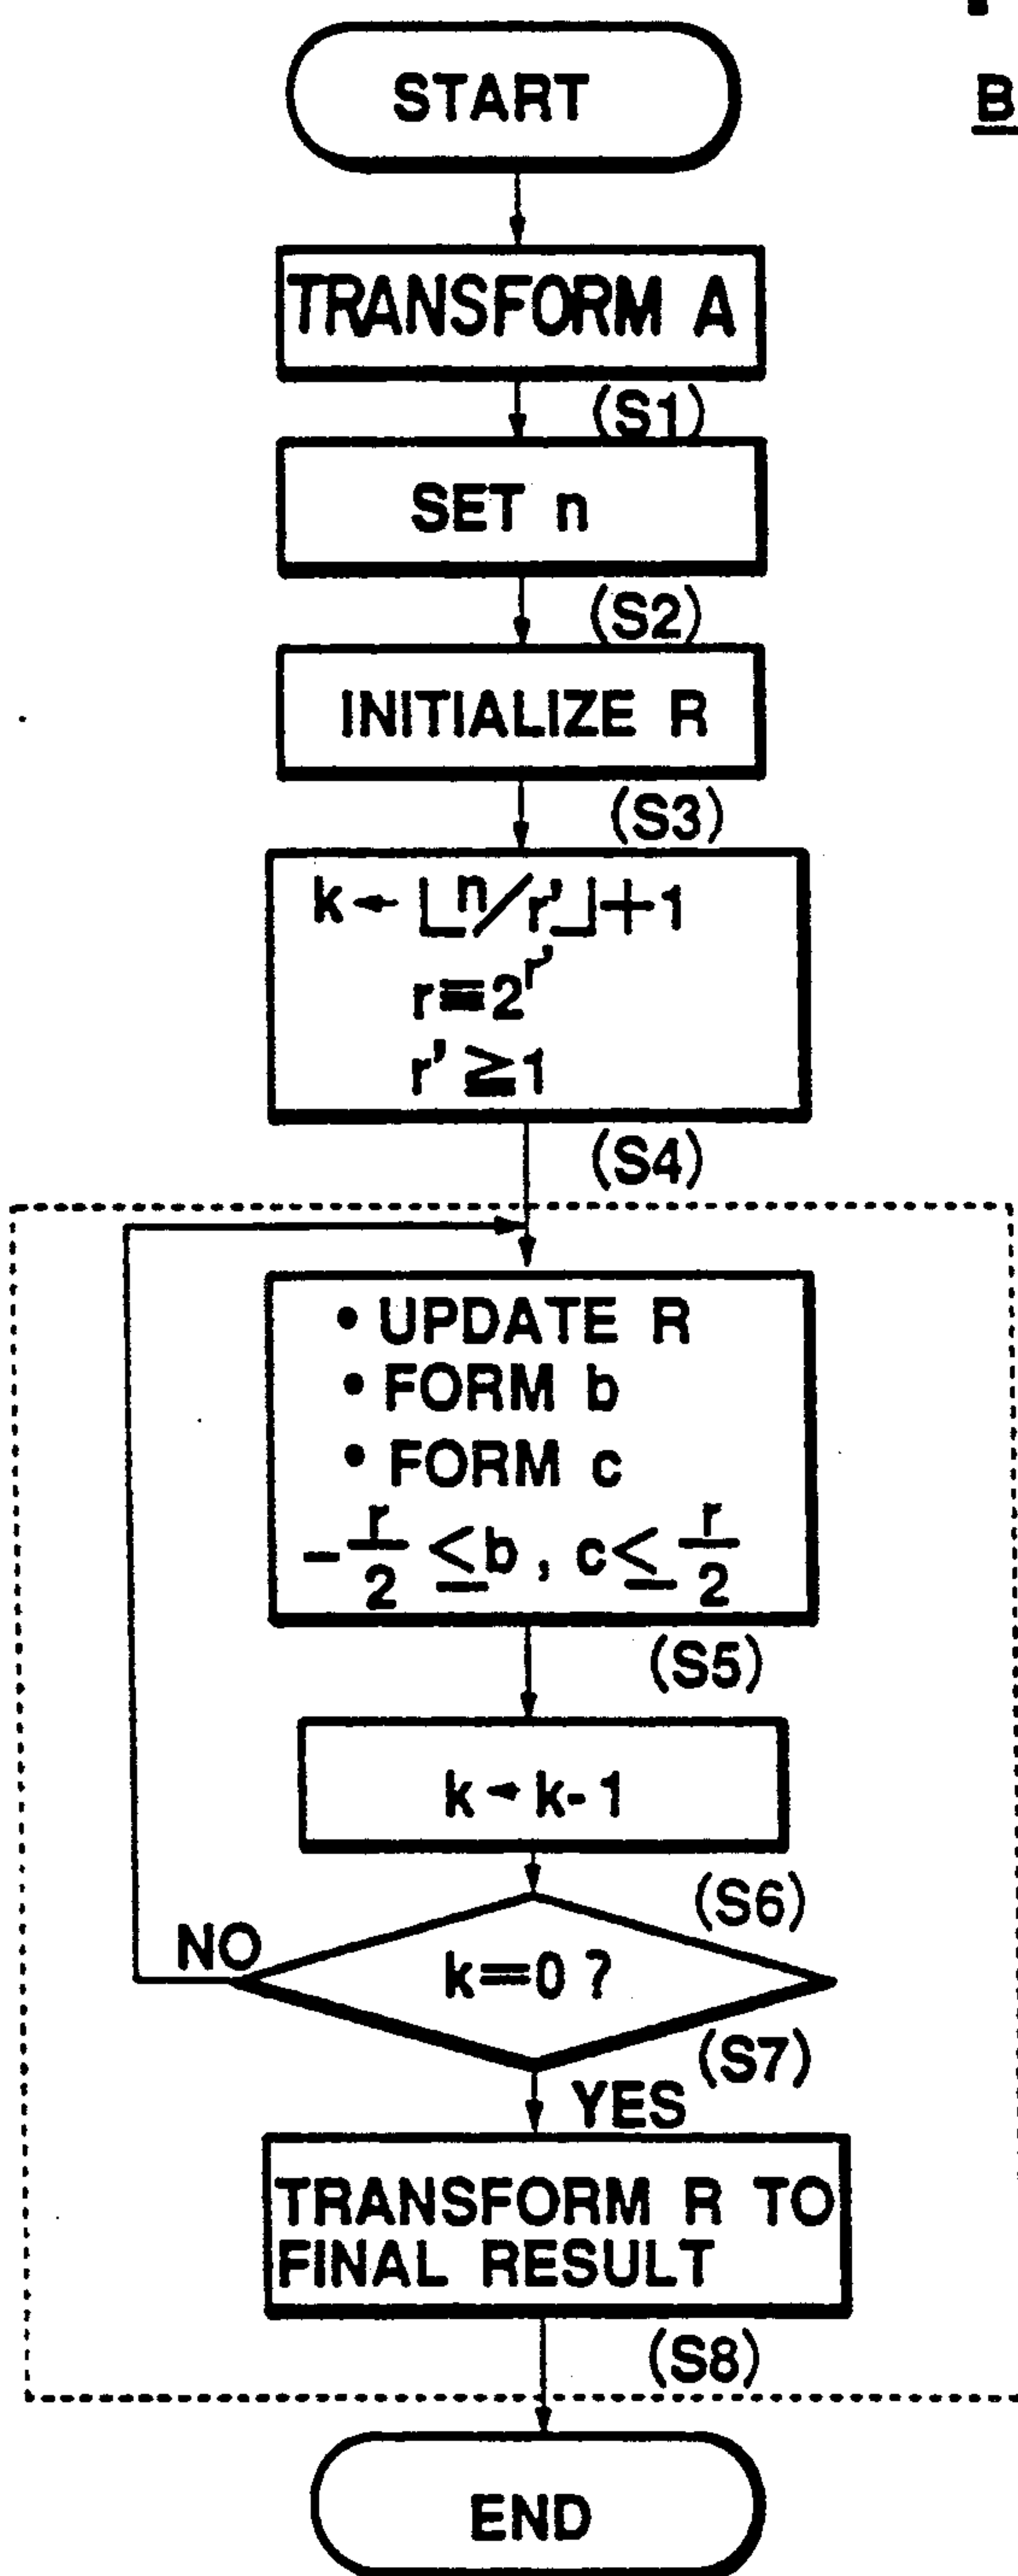 START
B
TRANSFORM A
(S1)
SET n
(S2)
INITIALIZE R
(S3)
k ← ⌊n/r'⌋+1
r≡2^r'
r' ≧1
(S4)
• UPDATE R
• FORM b
• FORM c
-r/2 ≤b, c≤ r/2
(S5)
k←k-1
(S6)
NO
k=0 ?
(S7)
YES
TRANSFORM R TO
FINAL RESULT
(S8)
END